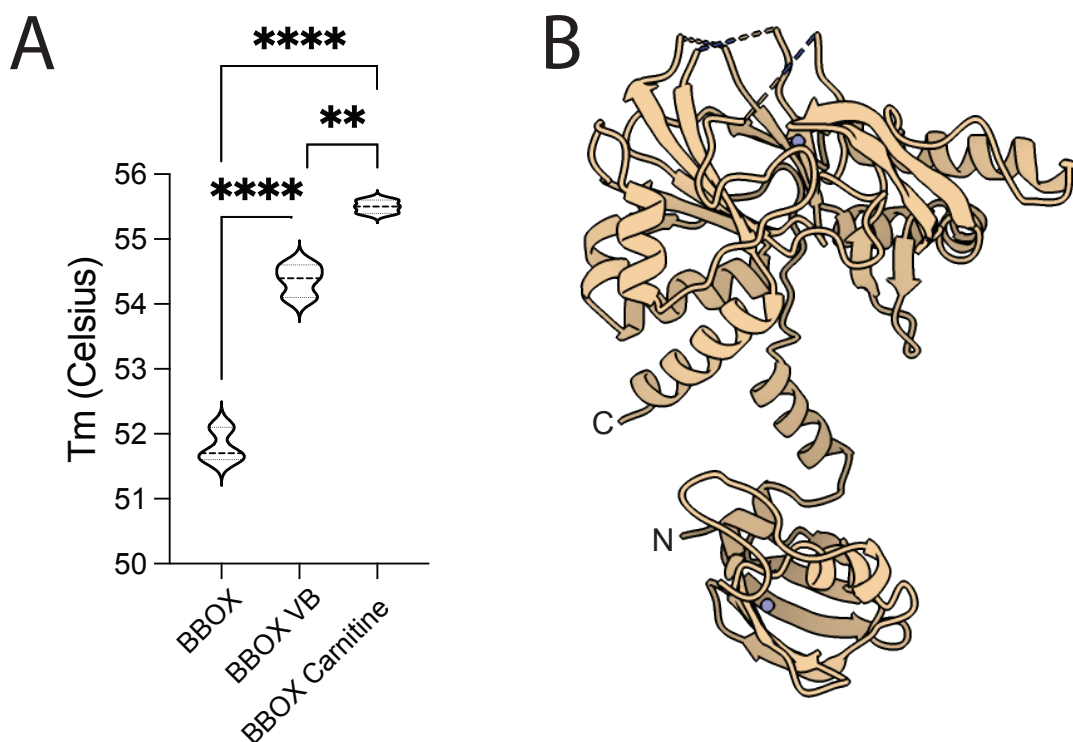 A
B
****
**
****
56
55
54
53
52
51
50
Tm (Celsius)
BBOX
BBOX VB
BBOX Carnitine
C
N